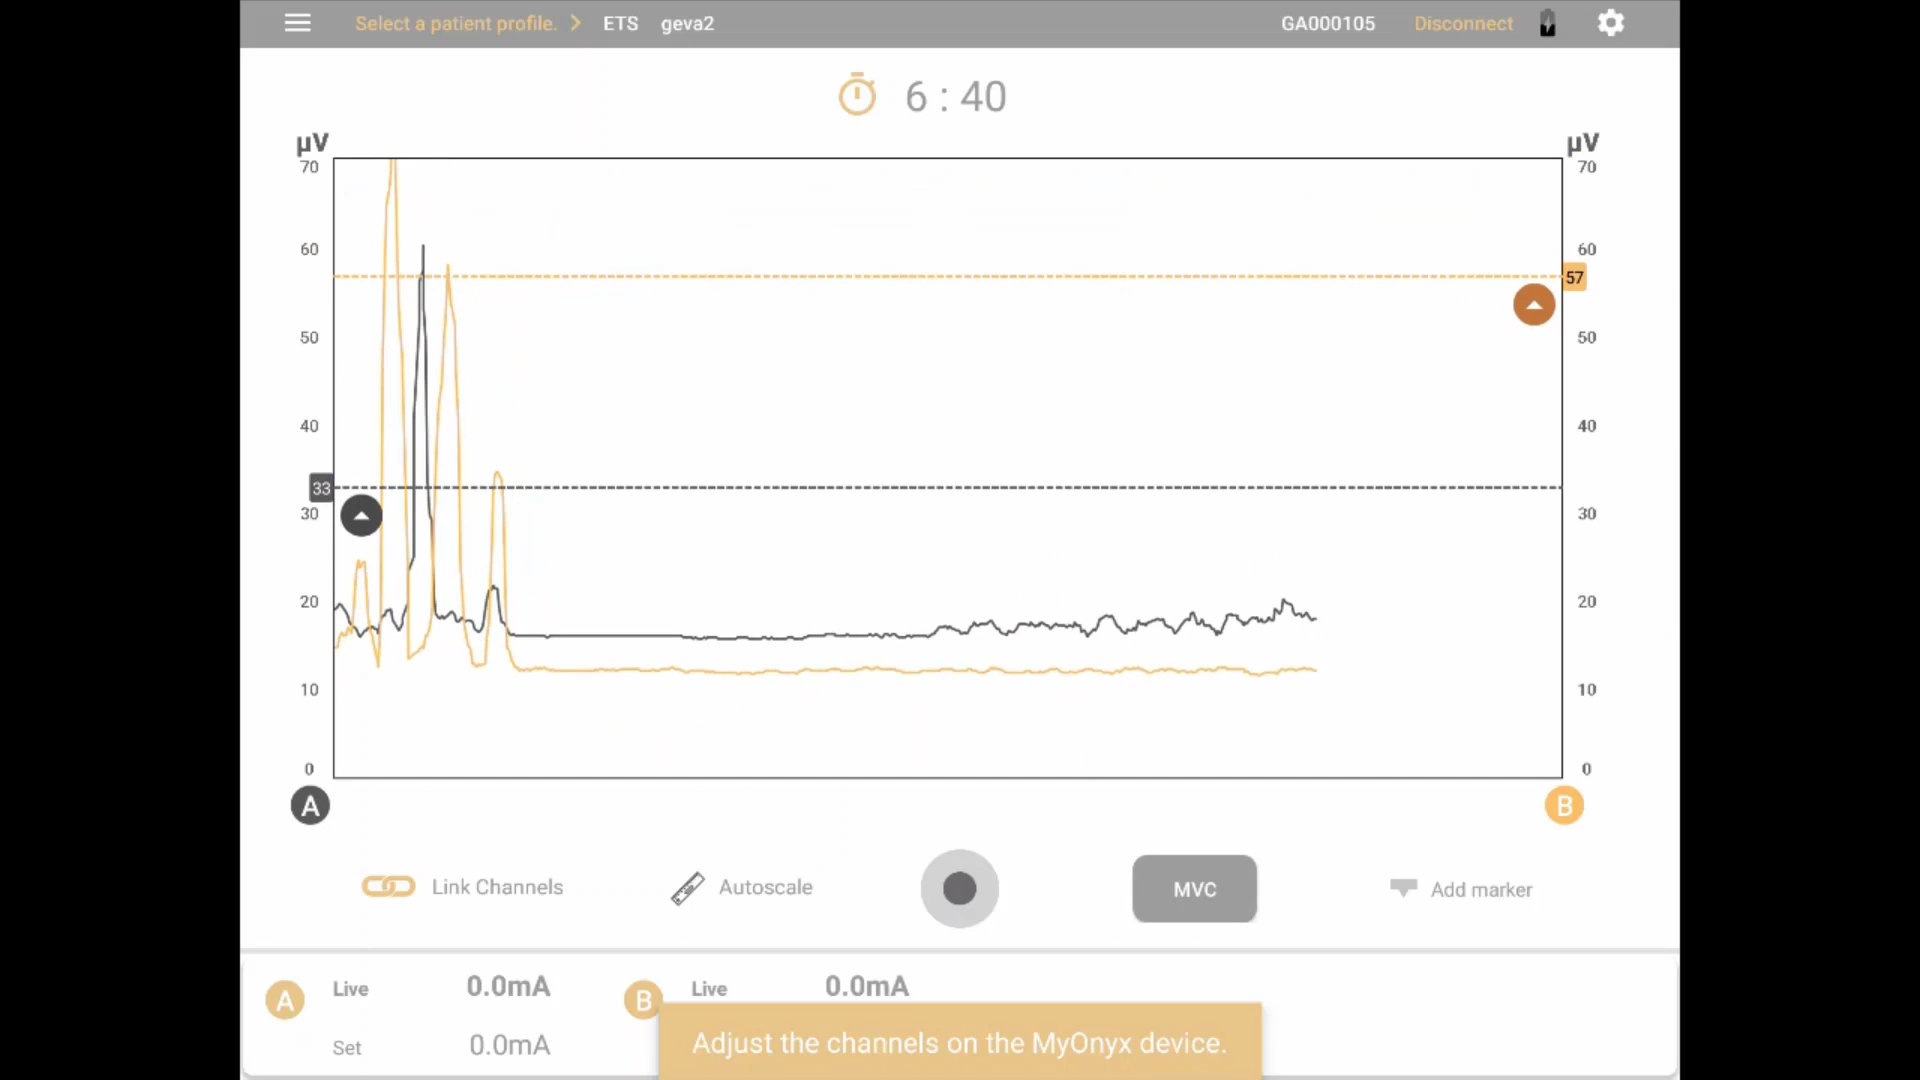 Select a patient profile. ETS geva2 GA000105 Disconnect
6 : 40
µV µV
70 70
60 60
57
50 50
40 40
33
30 30
20 20
10 10
0 0
A B
Link Channels Autoscale MVC Add marker
A Live 0.0mA B Live 0.0mA
Set 0.0mA
Adjust the channels on the MyOnyx device.